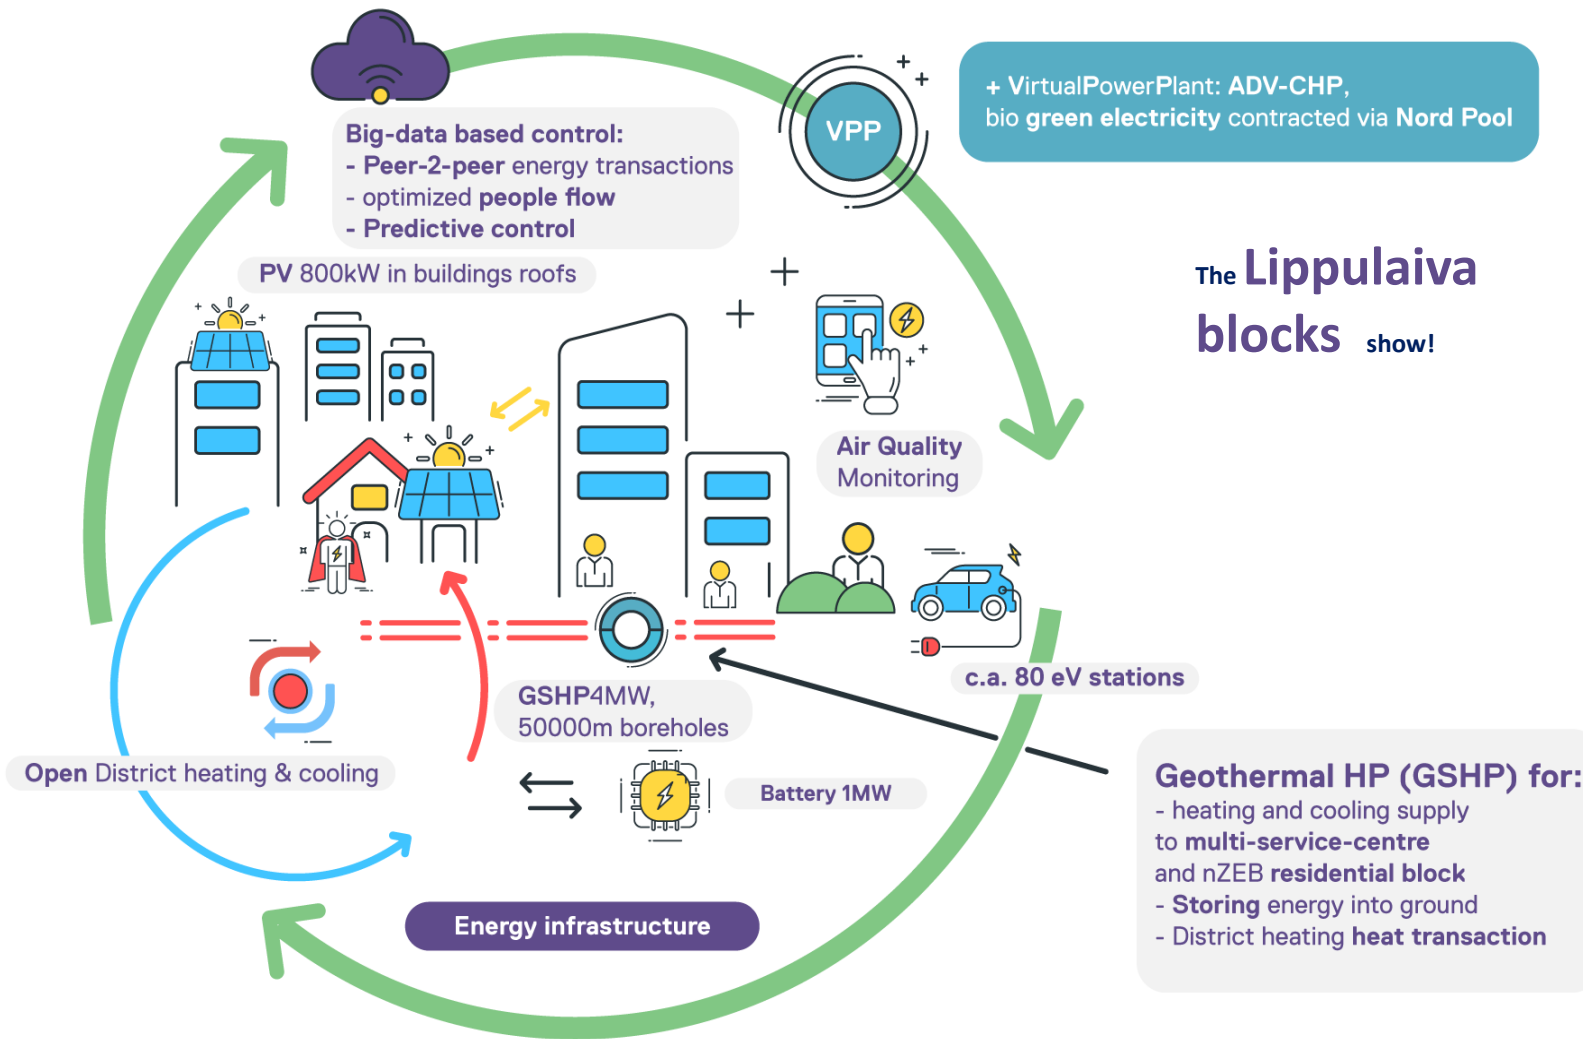 Big-data based control:
- Peer-2-peer energy transactions
- optimized people flow
- Predictive control
VPP
+ VirtualPowerPlant: ADV-CHP,
bio green electricity contracted via Nord Pool
The Lippulaiva
blocks show!
PV 800kW in buildings roofs
Air Quality
Monitoring
c.a. 80 eV stations
GSHP4MW,
50000m boreholes
Open District heating & cooling
Battery 1MW
Energy infrastructure
Geothermal HP (GSHP) for:
- heating and cooling supply
to multi-service-centre
and nZEB residential block
- Storing energy into ground
- District heating heat transaction